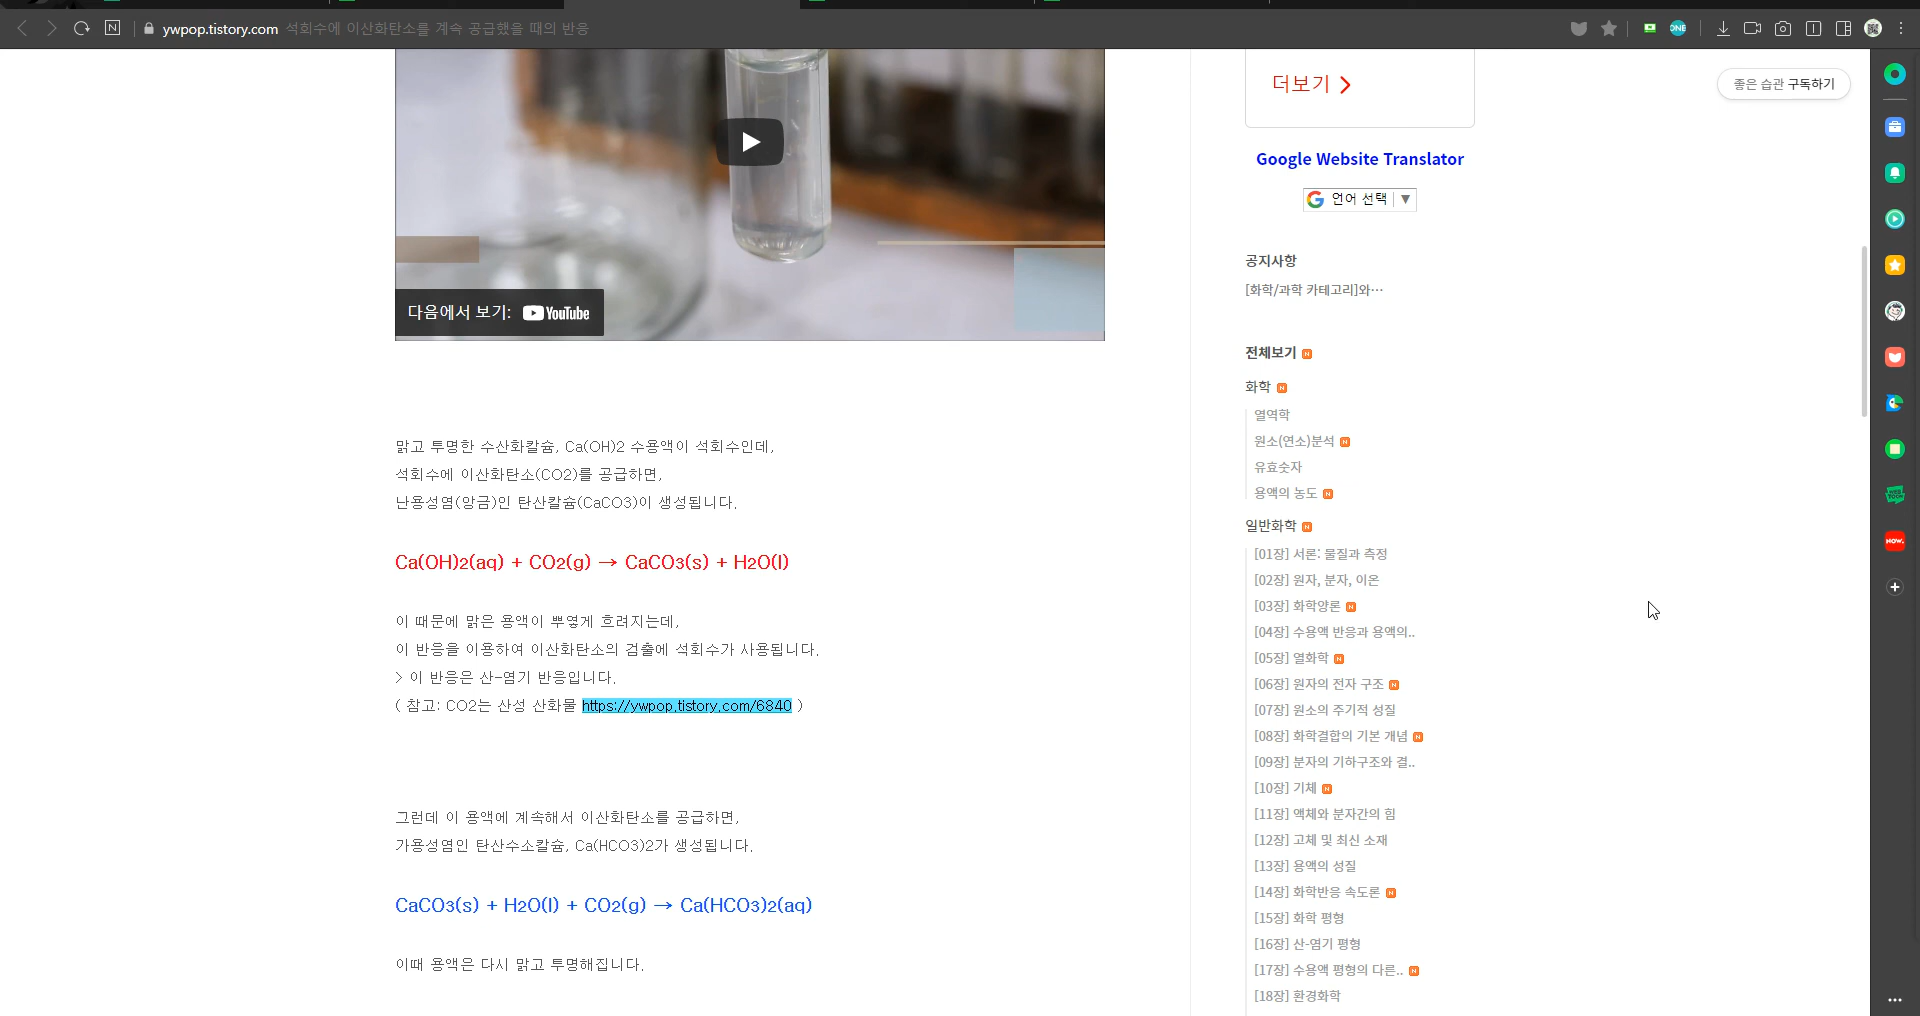 ywpop.tistory.com 석회수에 이산화탄소를 계속 공급했을 때의 반응
ONE
다음에서 보기: YouTube
맑고 투명한 수산화칼슘, Ca(OH)2 수용액이 석회수인데,
석회수에 이산화탄소(CO2)를 공급하면,
난용성염(앙금)인 탄산칼슘(CaCO3)이 생성됩니다.
Ca(OH)2(aq) + CO2(g) → CaCO3(s) + H2O(l)
이 때문에 맑은 용액이 뿌옇게 흐려지는데,
이 반응을 이용하여 이산화탄소의 검출에 석회수가 사용됩니다.
> 이 반응은 산-염기 반응입니다.
( 참고: CO2는 산성 산화물 https://ywpop.tistory.com/6840 )
그런데 이 용액에 계속해서 이산화탄소를 공급하면,
가용성염인 탄산수소칼슘, Ca(HCO3)2가 생성됩니다.
CaCO3(s) + H2O(l) + CO2(g) → Ca(HCO3)2(aq)
이때 용액은 다시 맑고 투명해집니다.
더보기
Google Website Translator
언어 선택 ▼
공지사항
[화학/과학 카테고리]와…
전체보기 N
화학 N
열역학
원소(연소)분석 N
유효숫자
용액의 농도 N
일반화학 N
[01장] 서론: 물질과 측정
[02장] 원자, 분자, 이온
[03장] 화학양론 N
[04장] 수용액 반응과 용액의..
[05장] 열화학 N
[06장] 원자의 전자 구조 N
[07장] 원소의 주기적 성질
[08장] 화학결합의 기본 개념 N
[09장] 분자의 기하구조와 결..
[10장] 기체 N
[11장] 액체와 분자간의 힘
[12장] 고체 및 최신 소재
[13장] 용액의 성질
[14장] 화학반응 속도론 N
[15장] 화학 평형
[16장] 산-염기 평형
[17장] 수용액 평형의 다른.. N
[18장] 환경화학
좋은 습관 구독하기
WEB TOON
NOW.